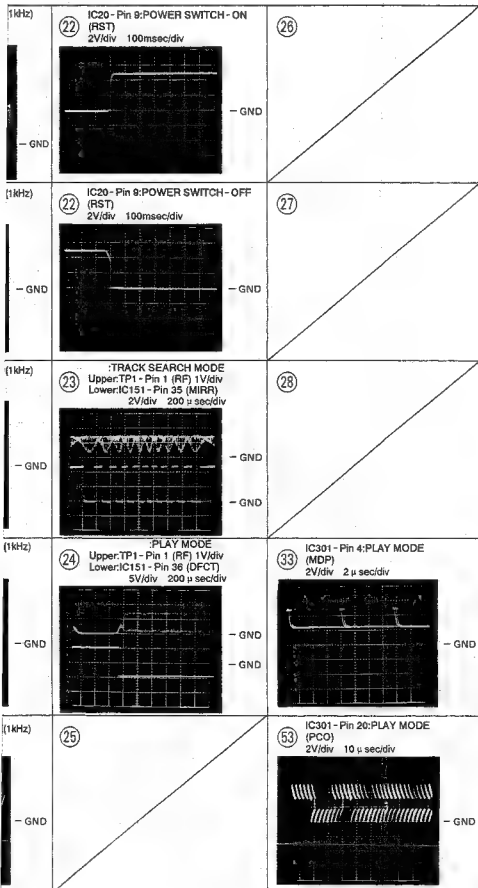 1kHz)
- GND
22 IC20 - Pin 9:POWER SWITCH - ON
(RST)
2V/div 100msec/div
- GND
26
(1kHz)
- GND
22 IC20 - Pin 9:POWER SWITCH - OFF
(RST)
2V/div 100msec/div
- GND
27
(1kHz)
- GND
23 :TRACK SEARCH MODE
Upper:TP1 - Pin 1 (RF) 1V/div
Lower:IC151 - Pin 35 (MIRR)
2V/div 200 µ sec/div
- GND
- GND
28
(1kHz)
- GND
24 :PLAY MODE
Upper:TP1 - Pin 1 (RF) 1V/div
Lower:IC151 - Pin 36 (DFCT)
5V/div 200 µ sec/div
- GND
- GND
33 IC301 - Pin 4:PLAY MODE
(MDP)
2V/div 2 µ sec/div
- GND
(1kHz)
- GND
25
53 IC301 - Pin 20:PLAY MODE
(PCO)
2V/div 10 µ sec/div
- GND